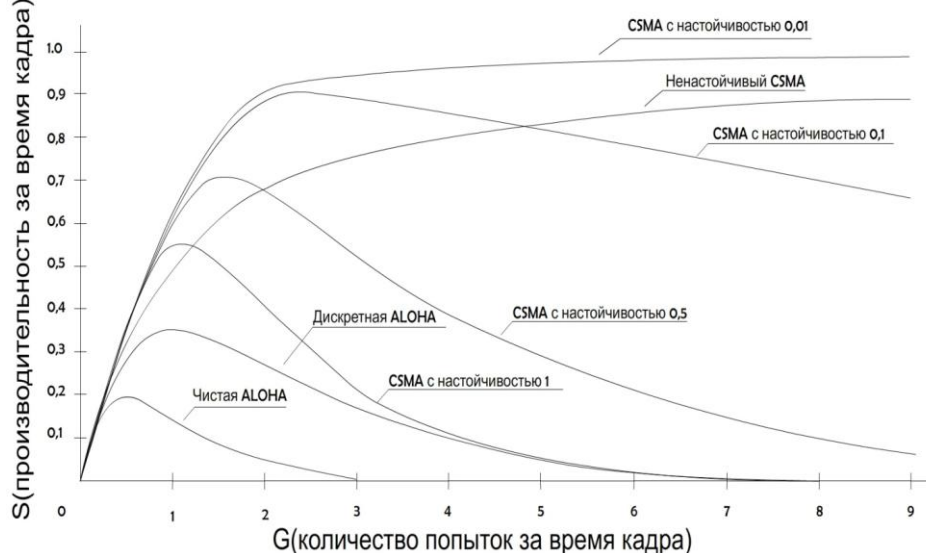 S(производительность за время кадра)
1.0
0,9
0,8
0,7
0,6
0,5
0,4
0,3
0,2
0,1
CSMA с настойчивостью 0,01
Ненастойчивый CSMA
CSMA с настойчивостью 0,1
CSMA с настойчивостью 0,5
Дискретная ALOHA
CSMA с настойчивостью 1
Чистая ALOHA
0 1 2 3 4 5 6 7 8 9
G(количество попыток за время кадра)